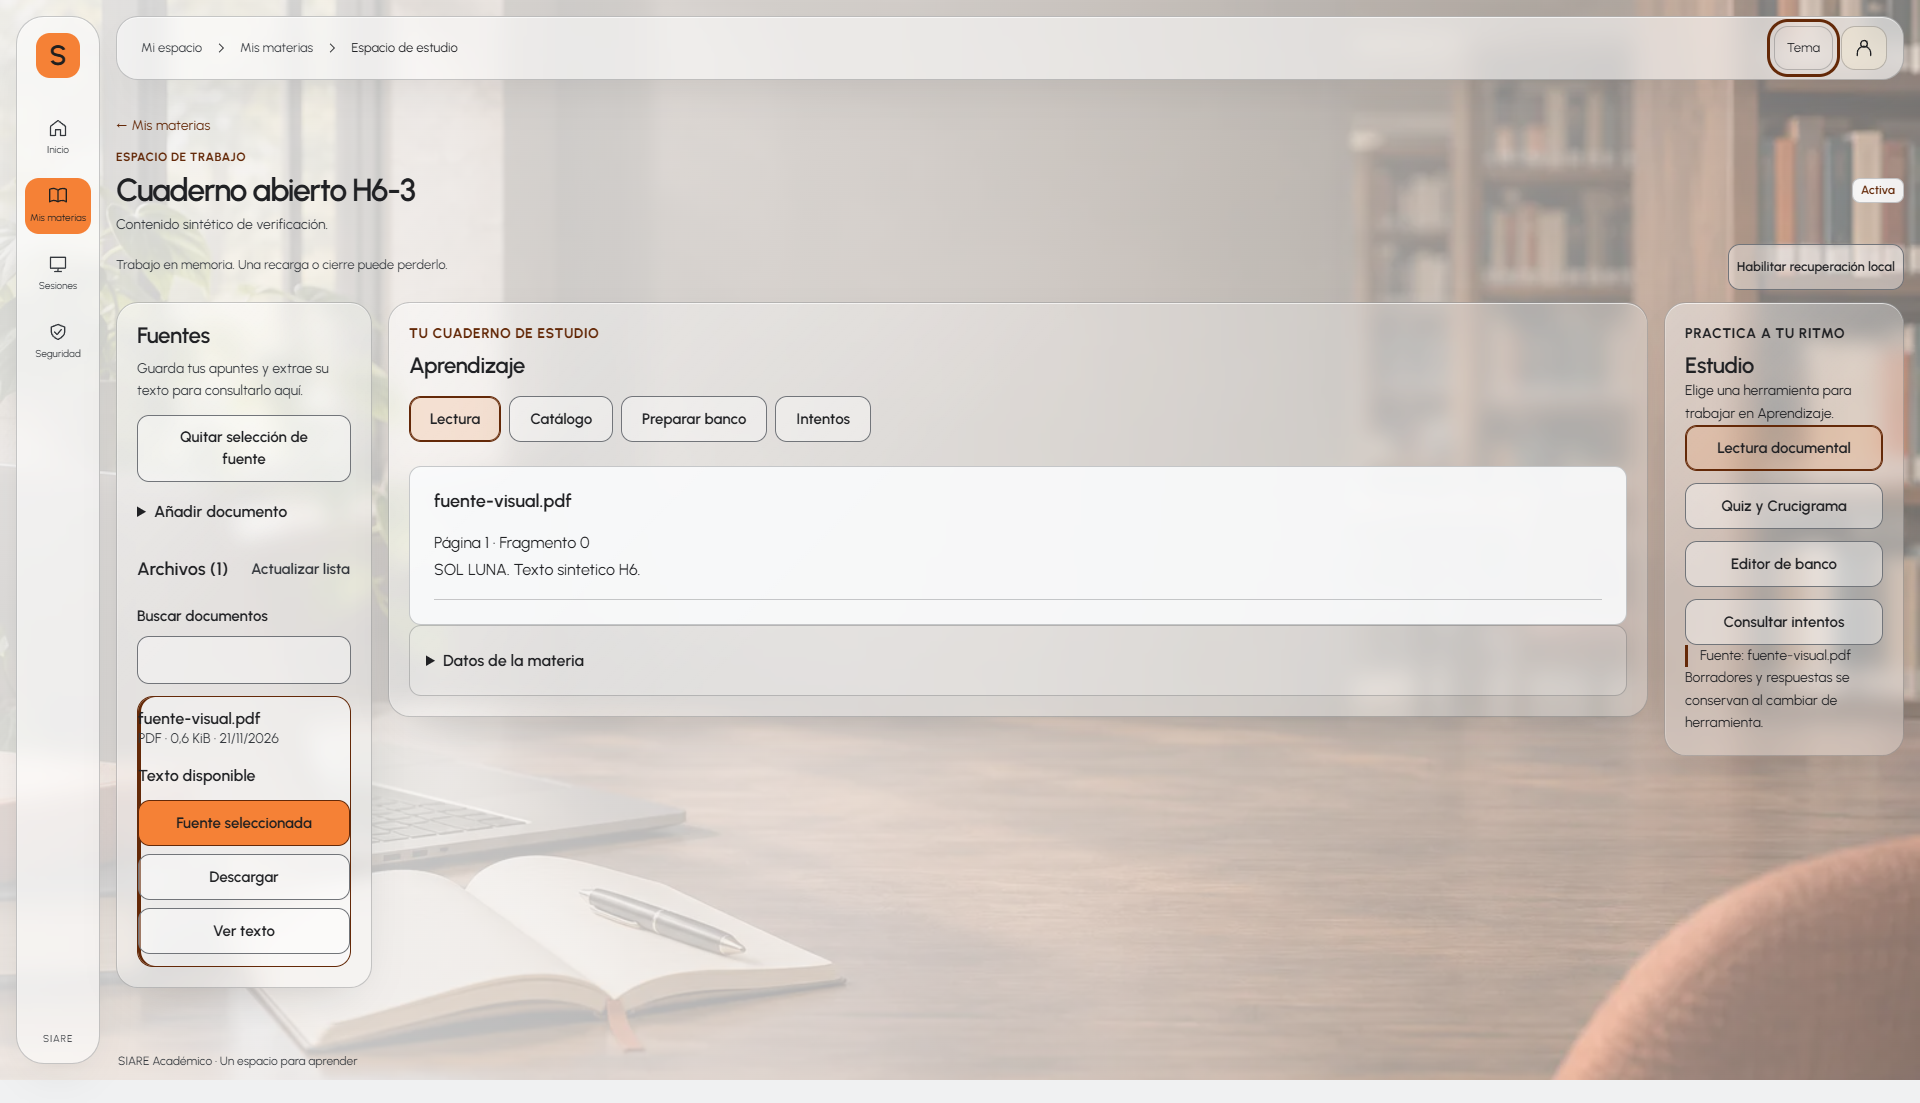 S
Inicio
Mis materias
Sesiones
Seguridad
SIARE
Mi espacio > Mis materias > Espacio de estudio
Tema
← Mis materias
ESPACIO DE TRABAJO
Cuaderno abierto H6-3
Activa
Contenido sintético de verificación.
Trabajo en memoria. Una recarga o cierre puede perderlo.
Habilitar recuperación local
Fuentes
Guarda tus apuntes y extrae su
texto para consultarlo aquí.
Quitar selección de
fuente
Añadir documento
Archivos (1)
Actualizar lista
Buscar documentos
fuente-visual.pdf
PDF · 0,6 KiB · 21/11/2026
Texto disponible
Fuente seleccionada
Descargar
Ver texto
TU CUADERNO DE ESTUDIO
Aprendizaje
Lectura
Catálogo
Preparar banco
Intentos
fuente-visual.pdf
Página 1 · Fragmento 0
SOL LUNA. Texto sintetico H6.
Datos de la materia
PRACTICA A TU RITMO
Estudio
Elige una herramienta para
trabajar en Aprendizaje.
Lectura documental
Quiz y Crucigrama
Editor de banco
Consultar intentos
Fuente: fuente-visual.pdf
Borradores y respuestas se
conservan al cambiar de
herramienta.
SIARE Académico · Un espacio para aprender